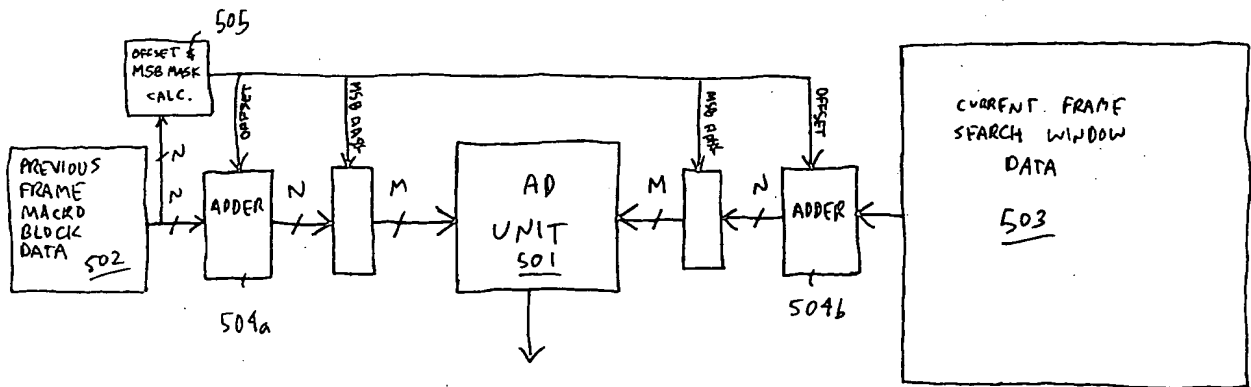 505
OFFSET &
MSB MASK
CALC.
N
PREVIOUS
FRAME
MACRO
BLOCK
DATA
502
N
OFFSET
ADDER
504a
N
MSB MASK
M
AD
UNIT
501
M
MSB MASK
N
OFFSET
ADDER
504b
CURRENT FRAME
SEARCH WINDOW
DATA
503